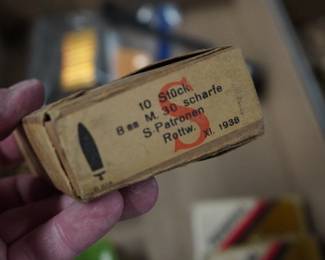 10 Stück
8 mm M. 30 scharfe
S-Patronen
Rottw. XI. 1938
S